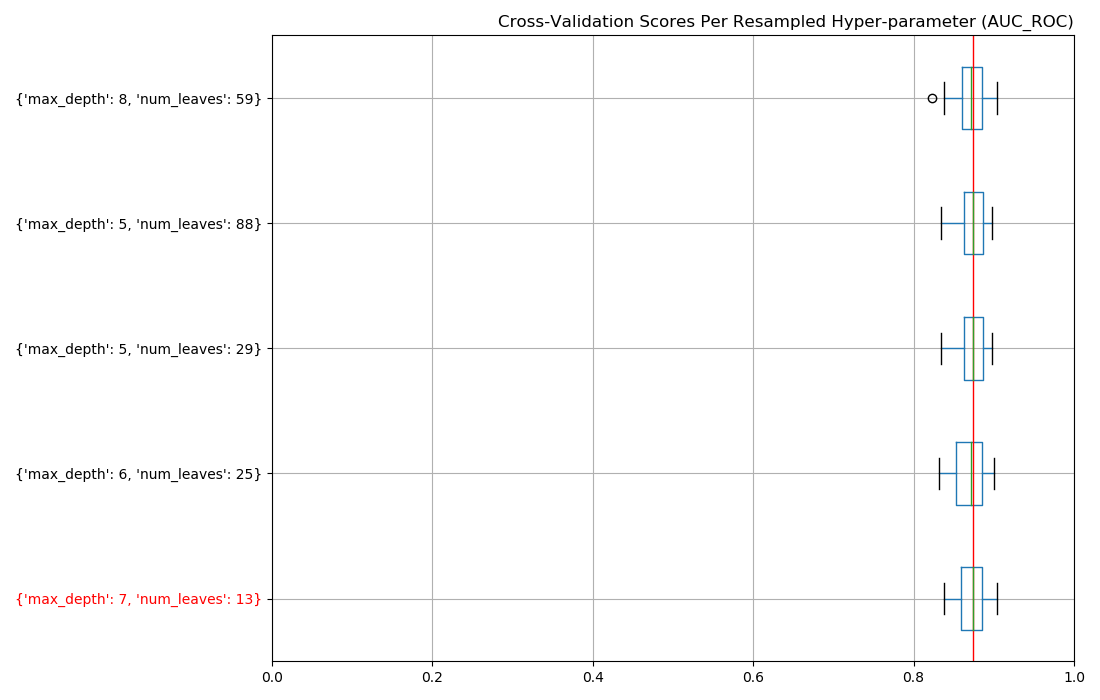 Cross-Validation Scores Per Resampled Hyper-parameter (AUC_ROC)
{'max_depth': 8, 'num_leaves': 59}
{'max_depth': 5, 'num_leaves': 88}
{'max_depth': 5, 'num_leaves': 29}
{'max_depth': 6, 'num_leaves': 25}
{'max_depth': 7, 'num_leaves': 13}
0.0 0.2 0.4 0.6 0.8 1.0